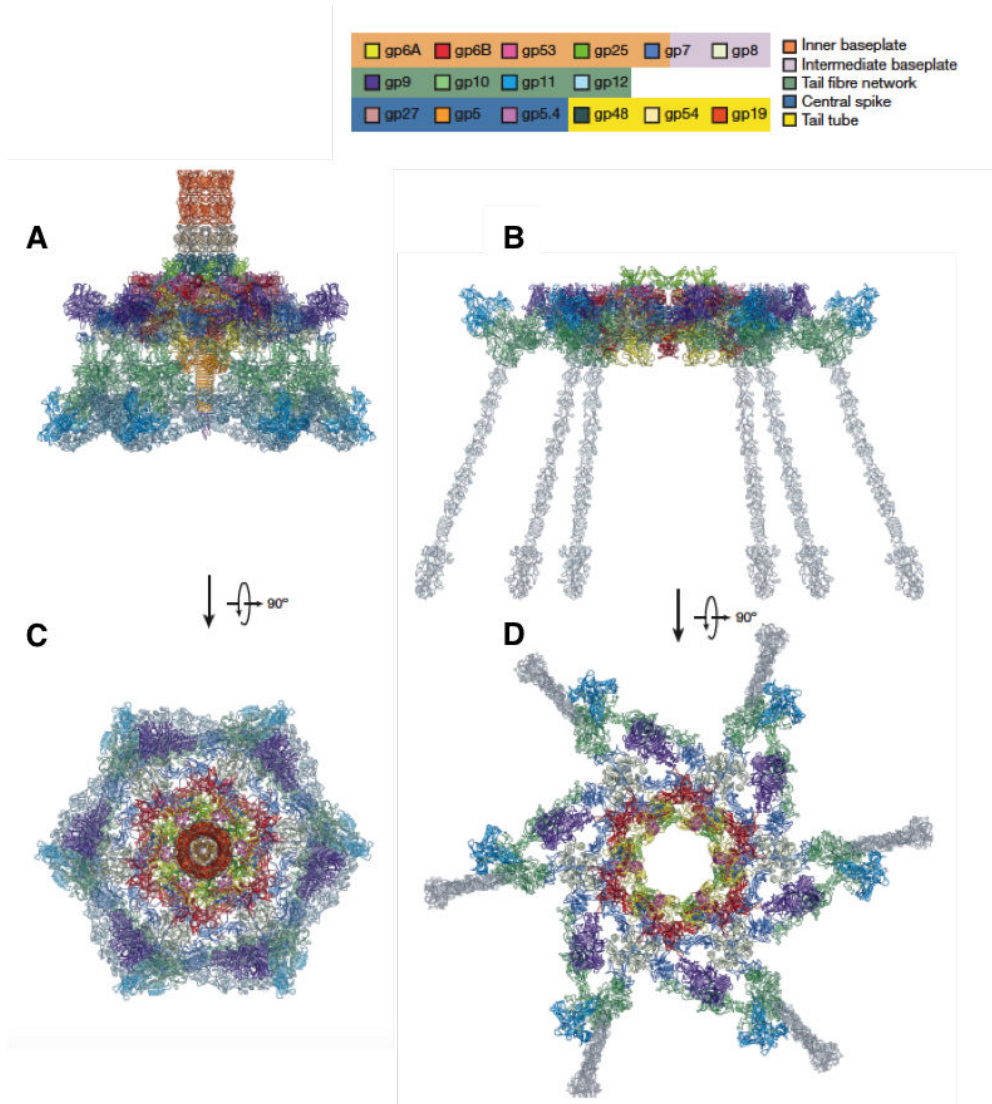 gp6A gp6B gp53 gp25 gp7 gp8
gp9 gp10 gp11 gp12
gp27 gp5 gp5.4 gp48 gp54 gp19
Inner baseplate
Intermediate baseplate
Tail fibre network
Central spike
Tail tube
A
B
90°
90°
C
D